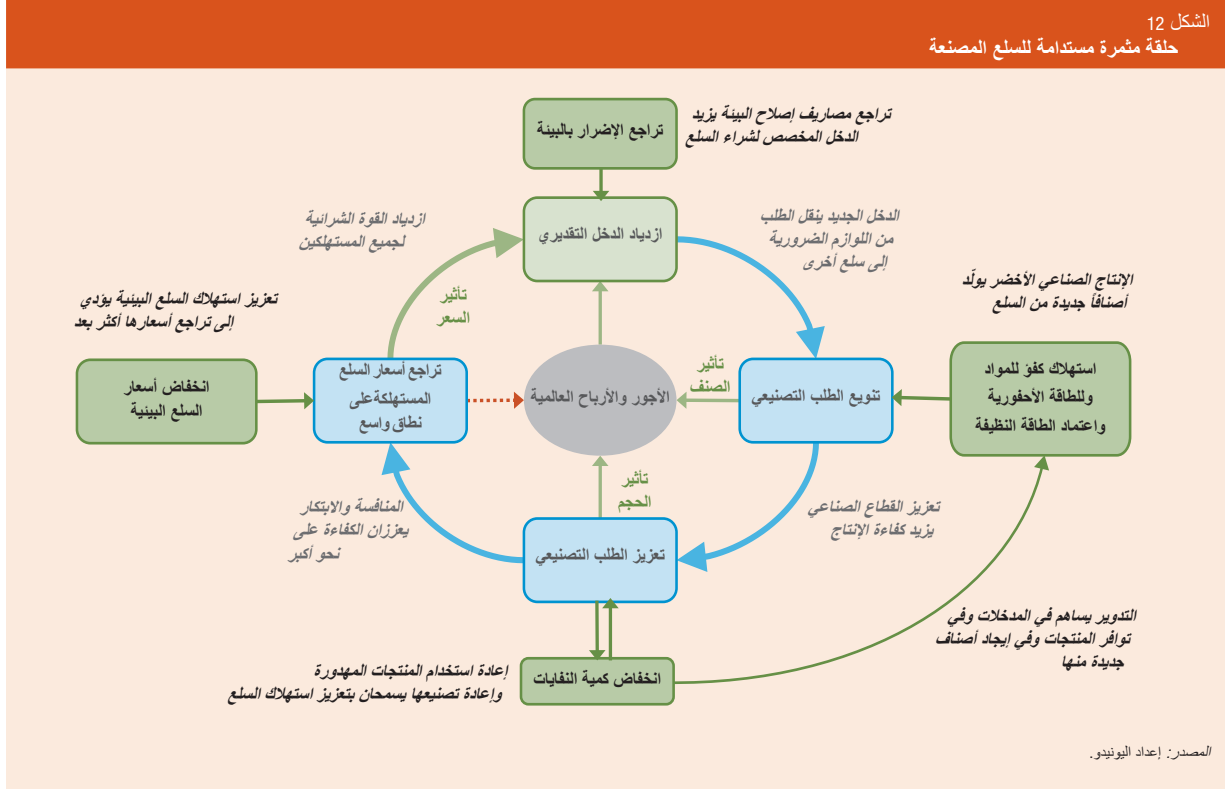 الشكل 12
حلقة مثمرة مستدامة للسلع المصنعة
تراجع مصاريف إصلاح البيئة يزيد
الدخل المخصص لشراء السلع
تراجع الإضرار بالبيئة
ازدياد الدخل التقديري
الدخل الجديد ينقل الطلب
من اللوازم الضرورية
إلى سلع أخرى
ازدياد القوة الشرائية
لجميع المستهلكين
الإنتاج الصناعي الأخضر يولّد
أصنافاً جديدة من السلع
تأثير
السعر
تعزيز استهلاك السلع البيئية يؤدي
إلى تراجع أسعارها أكثر بعد
استهلاك كفؤ للمواد
وللطاقة الأحفورية
واعتماد الطاقة النظيفة
تنويع الطلب التصنيعي
تأثير
الصنف
الأجور والأرباح العالمية
تراجع أسعار السلع
المستهلكة على
نطاق واسع
انخفاض أسعار
السلع البيئية
تأثير
الحجم
تعزيز القطاع الصناعي
يزيد كفاءة الإنتاج
المنافسة والابتكار
يعززان الكفاءة على
نحو أكبر
تعزيز الطلب التصنيعي
التدوير يساهم في المدخلات وفي
توافر المنتجات وفي إيجاد أصناف
جديدة منها
انخفاض كمية النفايات
إعادة استخدام المنتجات المهدورة
وإعادة تصنيعها يسمحان بتعزيز استهلاك السلع
المصدر: إعداد اليونيدو.